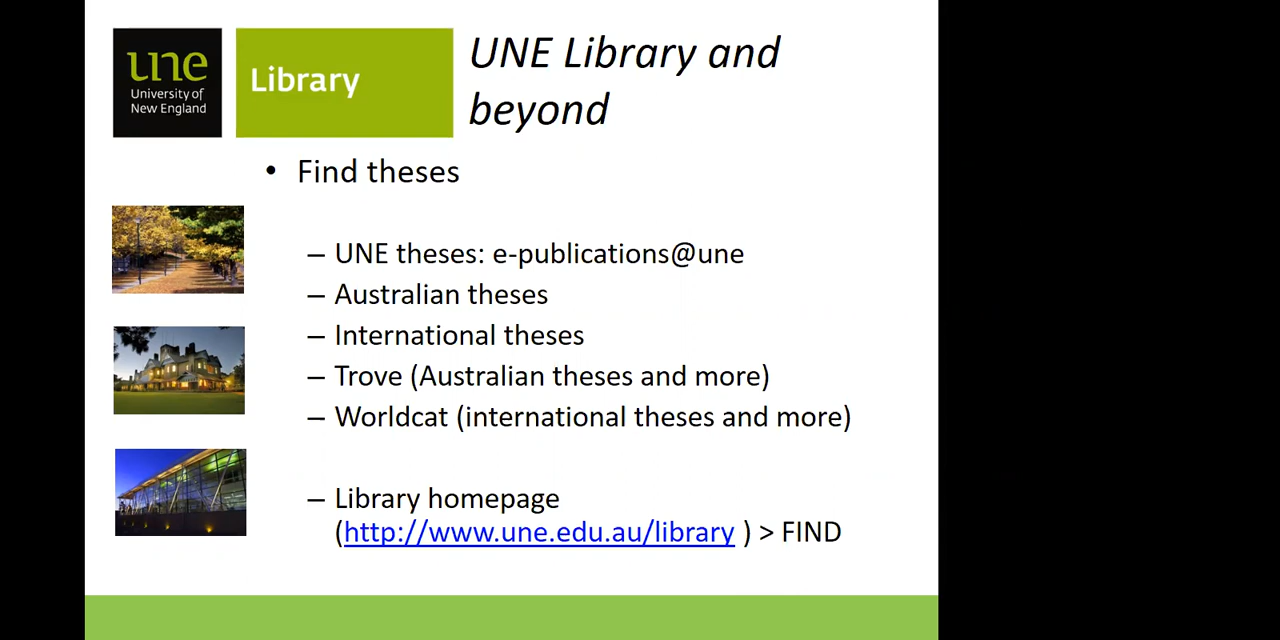 une
University of
New England
Library
UNE Library and
beyond
• Find theses
– UNE theses: e-publications@une
– Australian theses
– International theses
– Trove (Australian theses and more)
– Worldcat (international theses and more)
– Library homepage
(http://www.une.edu.au/library ) > FIND